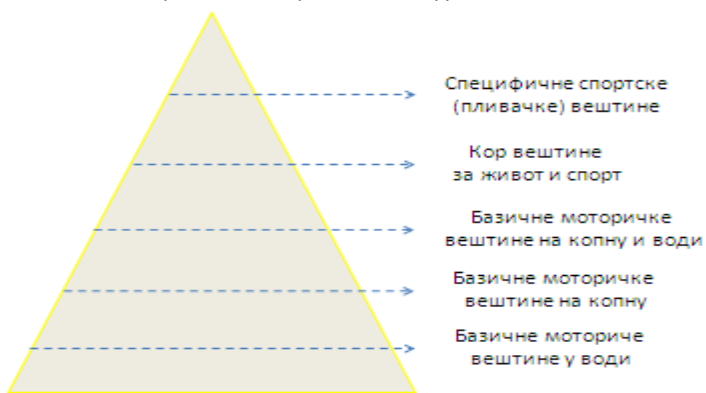 Специфичне спортске
(пливачке) вештине
Кор вештине
за живот и спорт
Базичне моторичке
вештине на копну и води
Базичне моторичке
вештине на копну
Базичне моториче
вештине у води